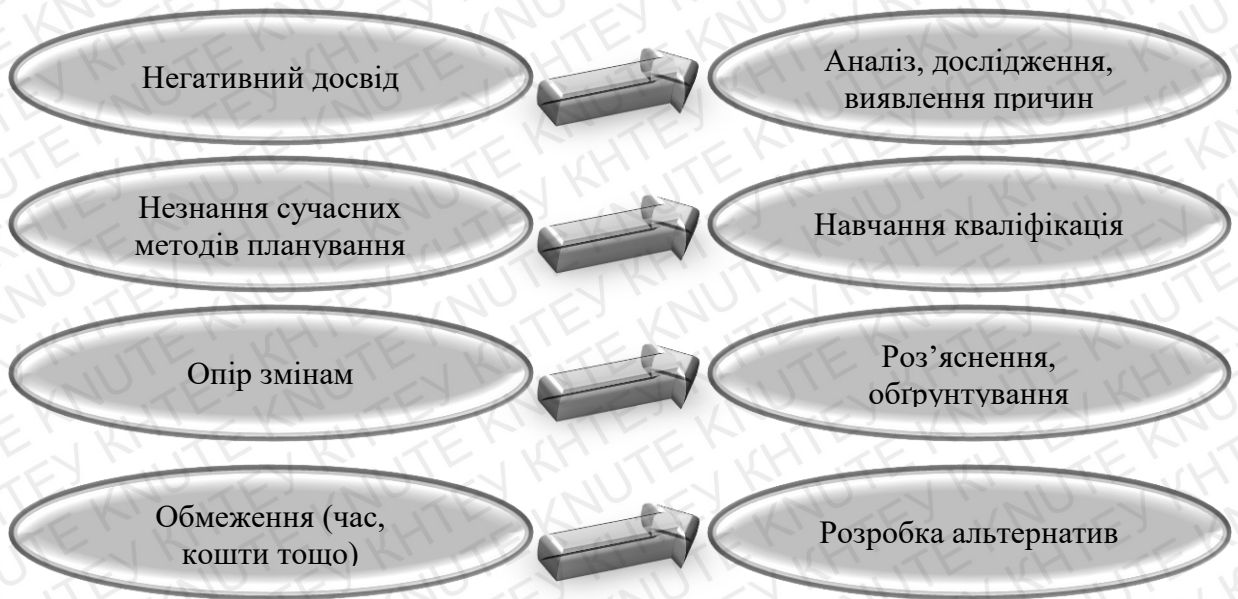 Негативний досвід
Аналіз, дослідження,
виявлення причин
Незнання сучасних
методів планування
Навчання кваліфікація
Опір змінам
Роз’яснення,
обґрунтування
Обмеження (час,
кошти тощо)
Розробка альтернатив